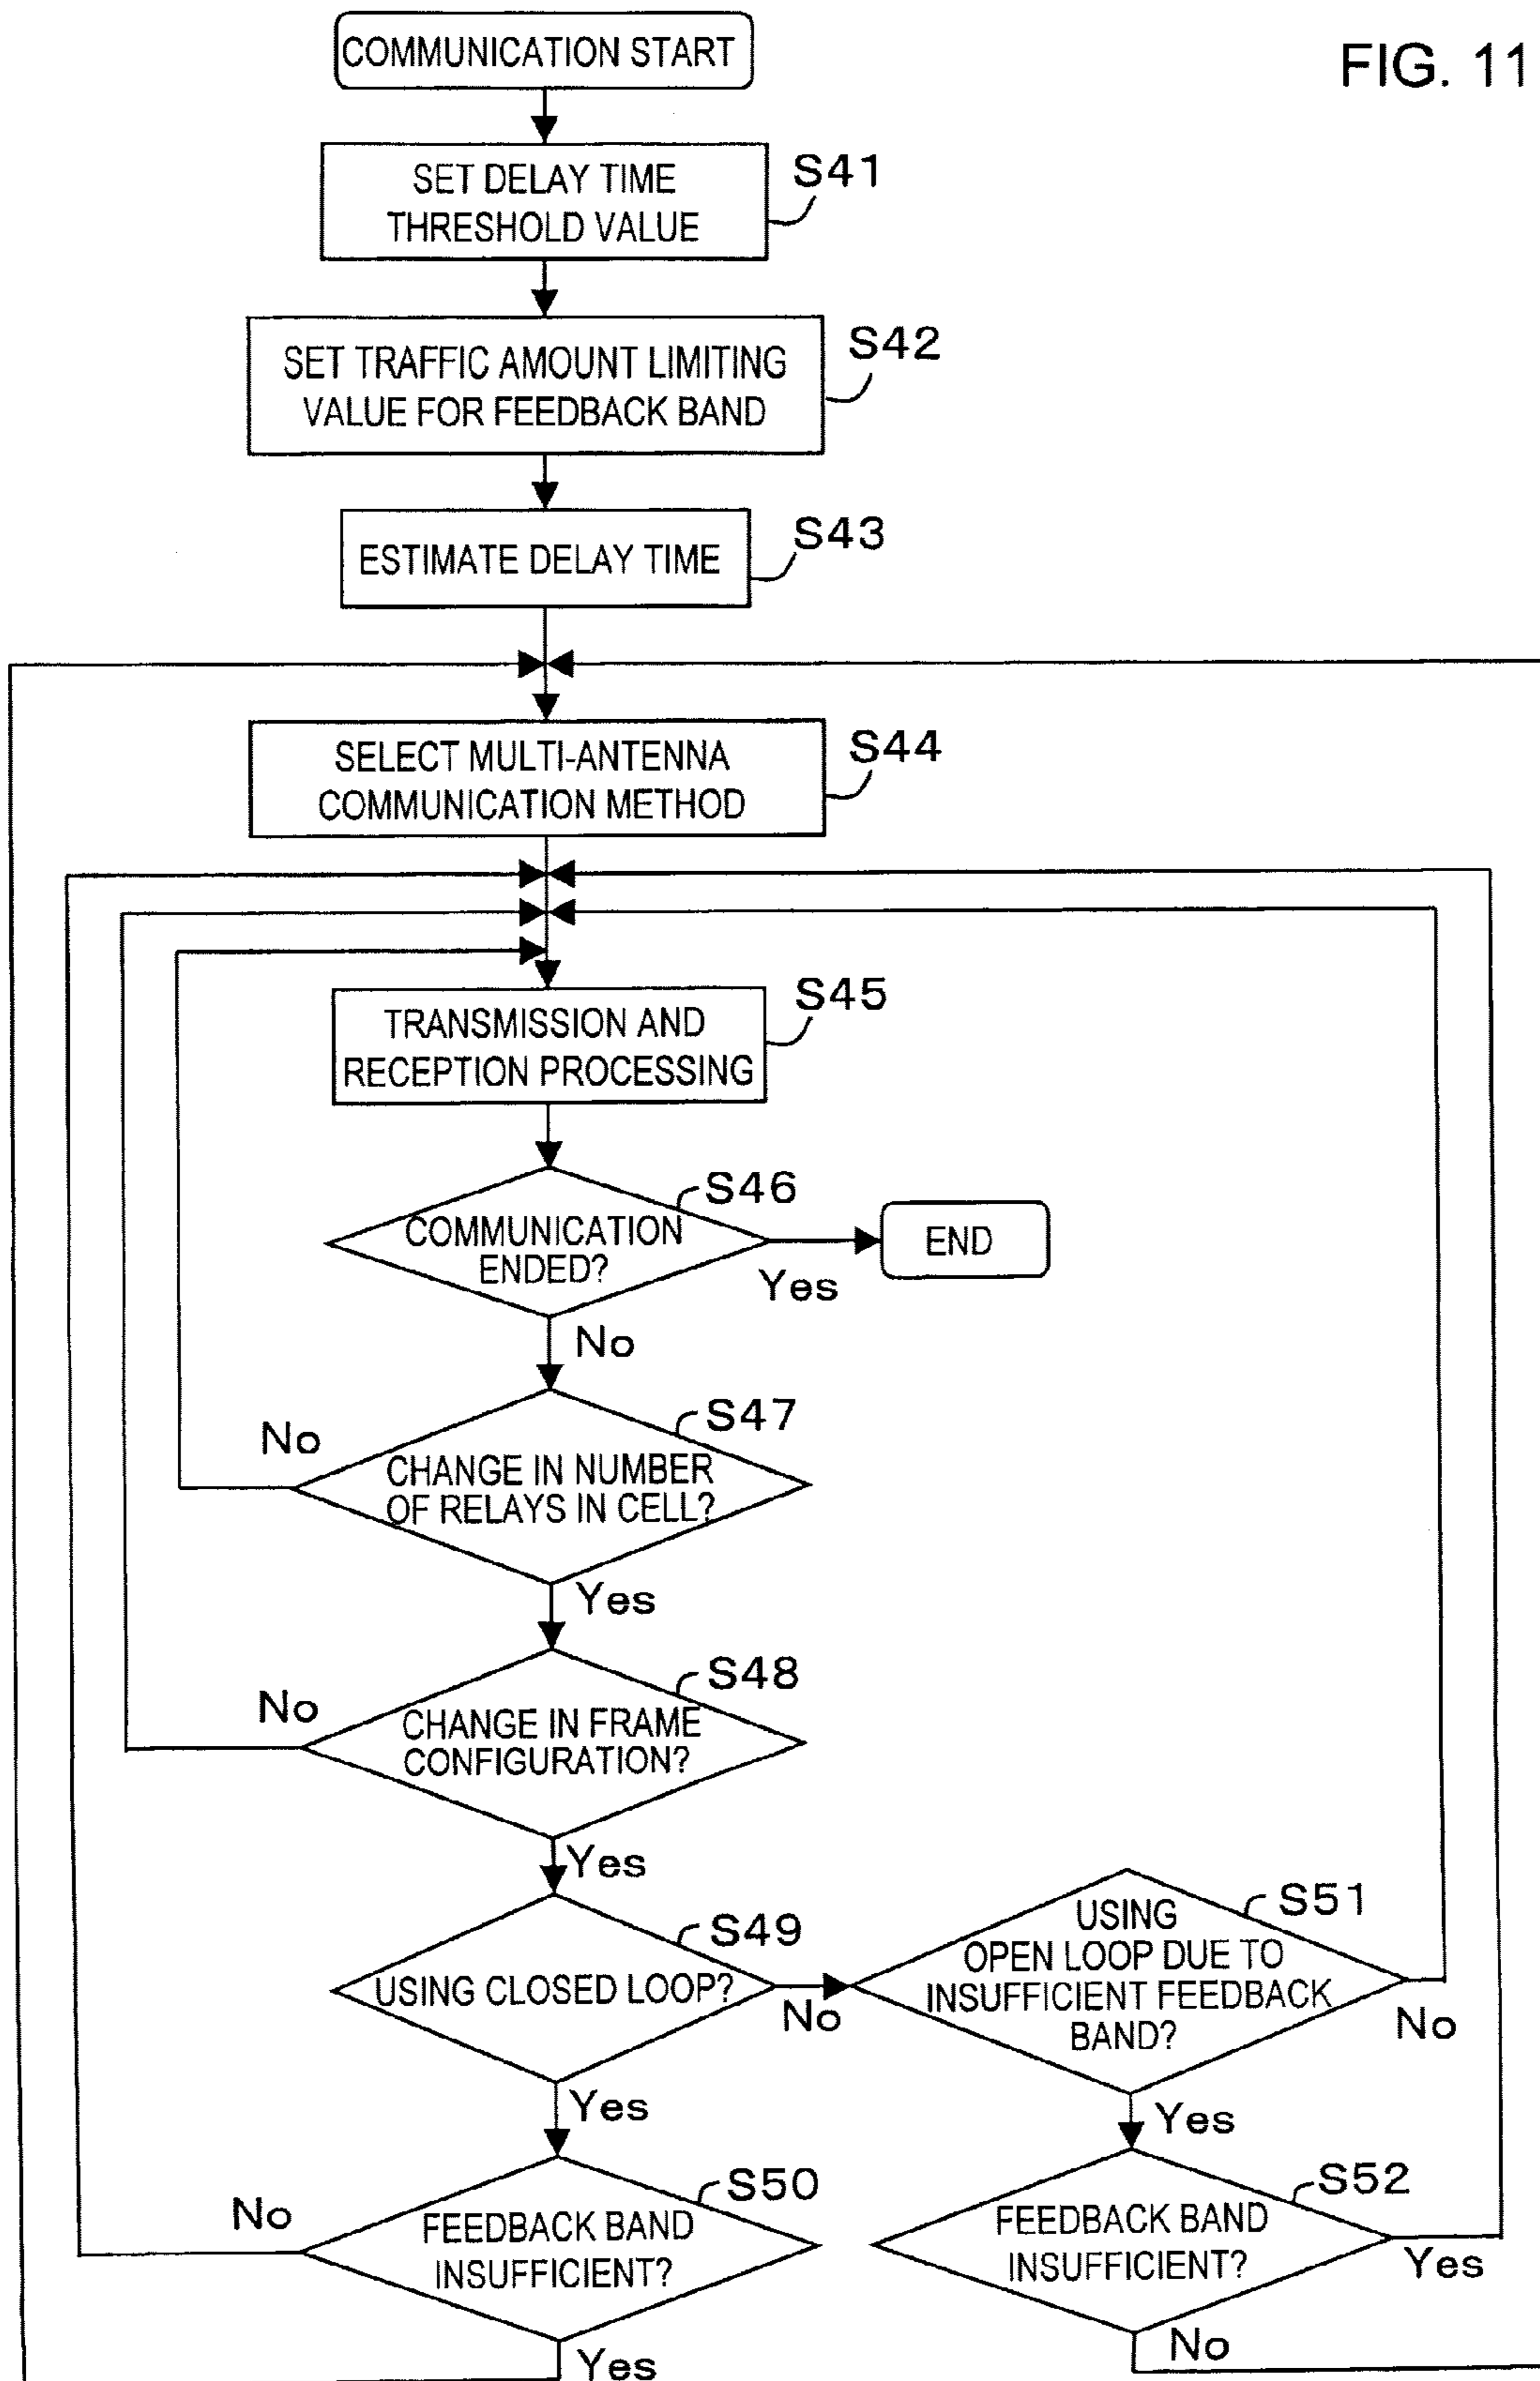 FIG. 11
COMMUNICATION START
SET DELAY TIME
THRESHOLD VALUE
S41
SET TRAFFIC AMOUNT LIMITING
VALUE FOR FEEDBACK BAND
S42
ESTIMATE DELAY TIME
S43
SELECT MULTI-ANTENNA
COMMUNICATION METHOD
S44
TRANSMISSION AND
RECEPTION PROCESSING
S45
COMMUNICATION
ENDED?
S46
Yes
END
No
CHANGE IN NUMBER
OF RELAYS IN CELL?
S47
No
Yes
CHANGE IN FRAME
CONFIGURATION?
S48
No
Yes
USING CLOSED LOOP?
S49
No
Yes
USING
OPEN LOOP DUE TO
INSUFFICIENT FEEDBACK
BAND?
S51
No
Yes
FEEDBACK BAND
INSUFFICIENT?
S50
No
Yes
FEEDBACK BAND
INSUFFICIENT?
S52
Yes
No